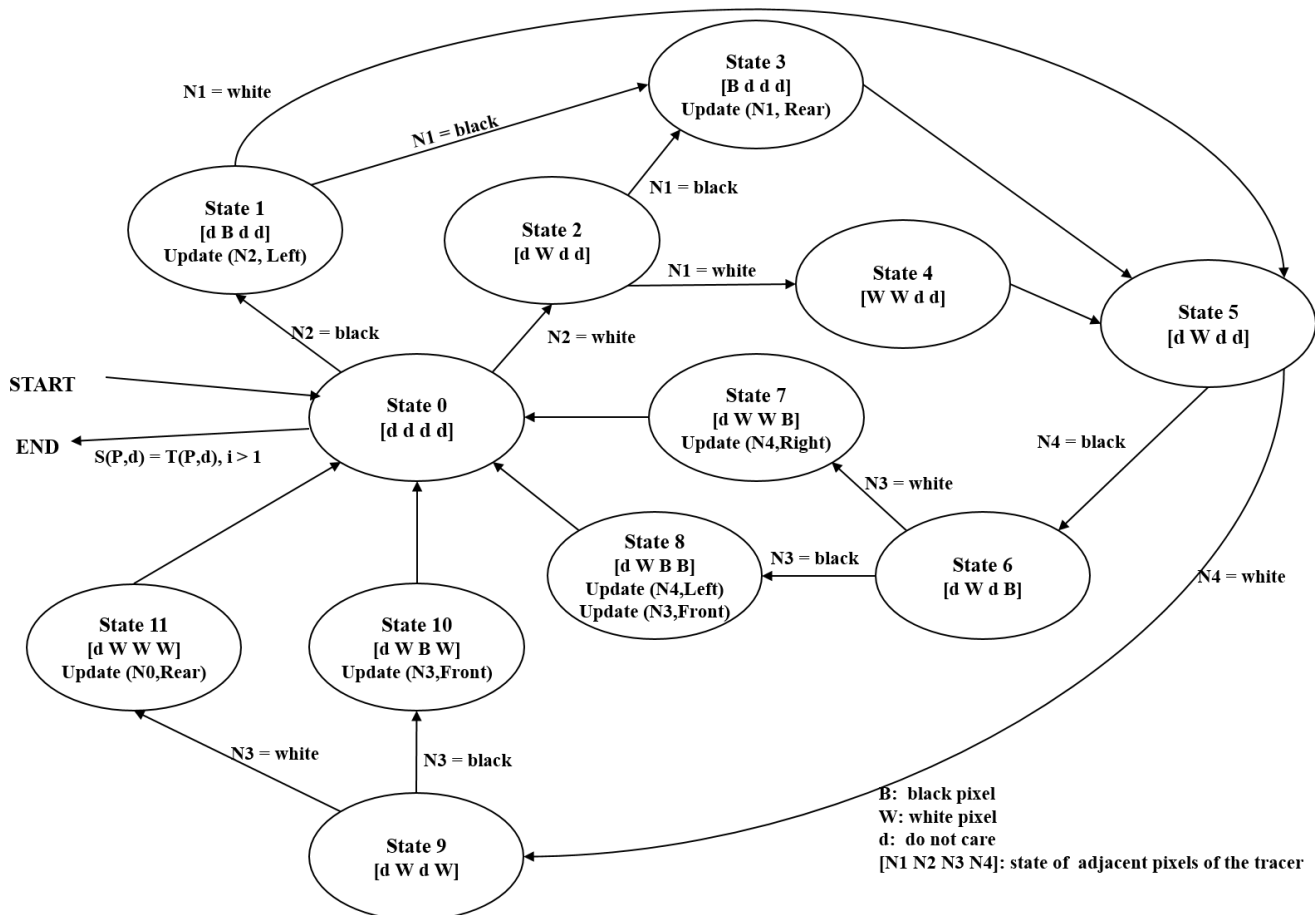 State 3
[B d d d]
Update (N1, Rear)
N1 = white
N1 = black
State 1
[d B d d]
Update (N2, Left)
State 2
[d W d d]
N1 = black
N1 = white
State 4
[W W d d]
State 5
[d W d d]
N2 = black
N2 = white
START
END
S(P,d) = T(P,d), i > 1
State 0
[d d d d]
State 7
[d W W B]
Update (N4,Right)
N4 = black
N3 = white
State 8
[d W B B]
Update (N4,Left)
Update (N3,Front)
N3 = black
State 6
[d W d B]
N4 = white
State 11
[d W W W]
Update (N0,Rear)
State 10
[d W B W]
Update (N3,Front)
N3 = white
N3 = black
State 9
[d W d W]
B: black pixel
W: white pixel
d: do not care
[N1 N2 N3 N4]: state of adjacent pixels of the tracer